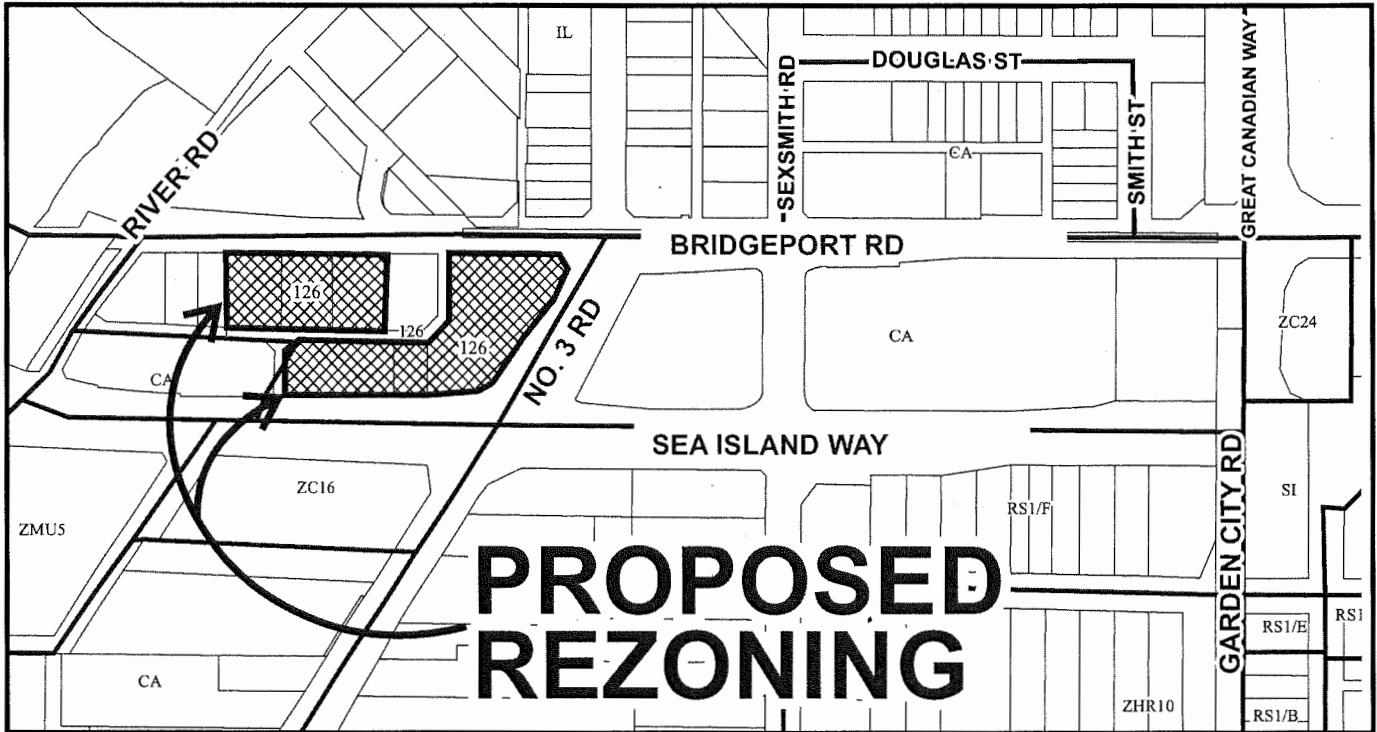 IL
DOUGLAS ST
SEXSMITH RD
SMITH ST
GREAT CANADIAN WAY
CA
RIVER RD
BRIDGEPORT RD
126
126
126
NO. 3 RD
CA
ZC24
CA
SEA ISLAND WAY
ZC16
ZMU5
RS1/F
SI
GARDEN CITY RD
PROPOSED
REZONING
RS1/E
RS1
CA
ZHR10
RS1/B